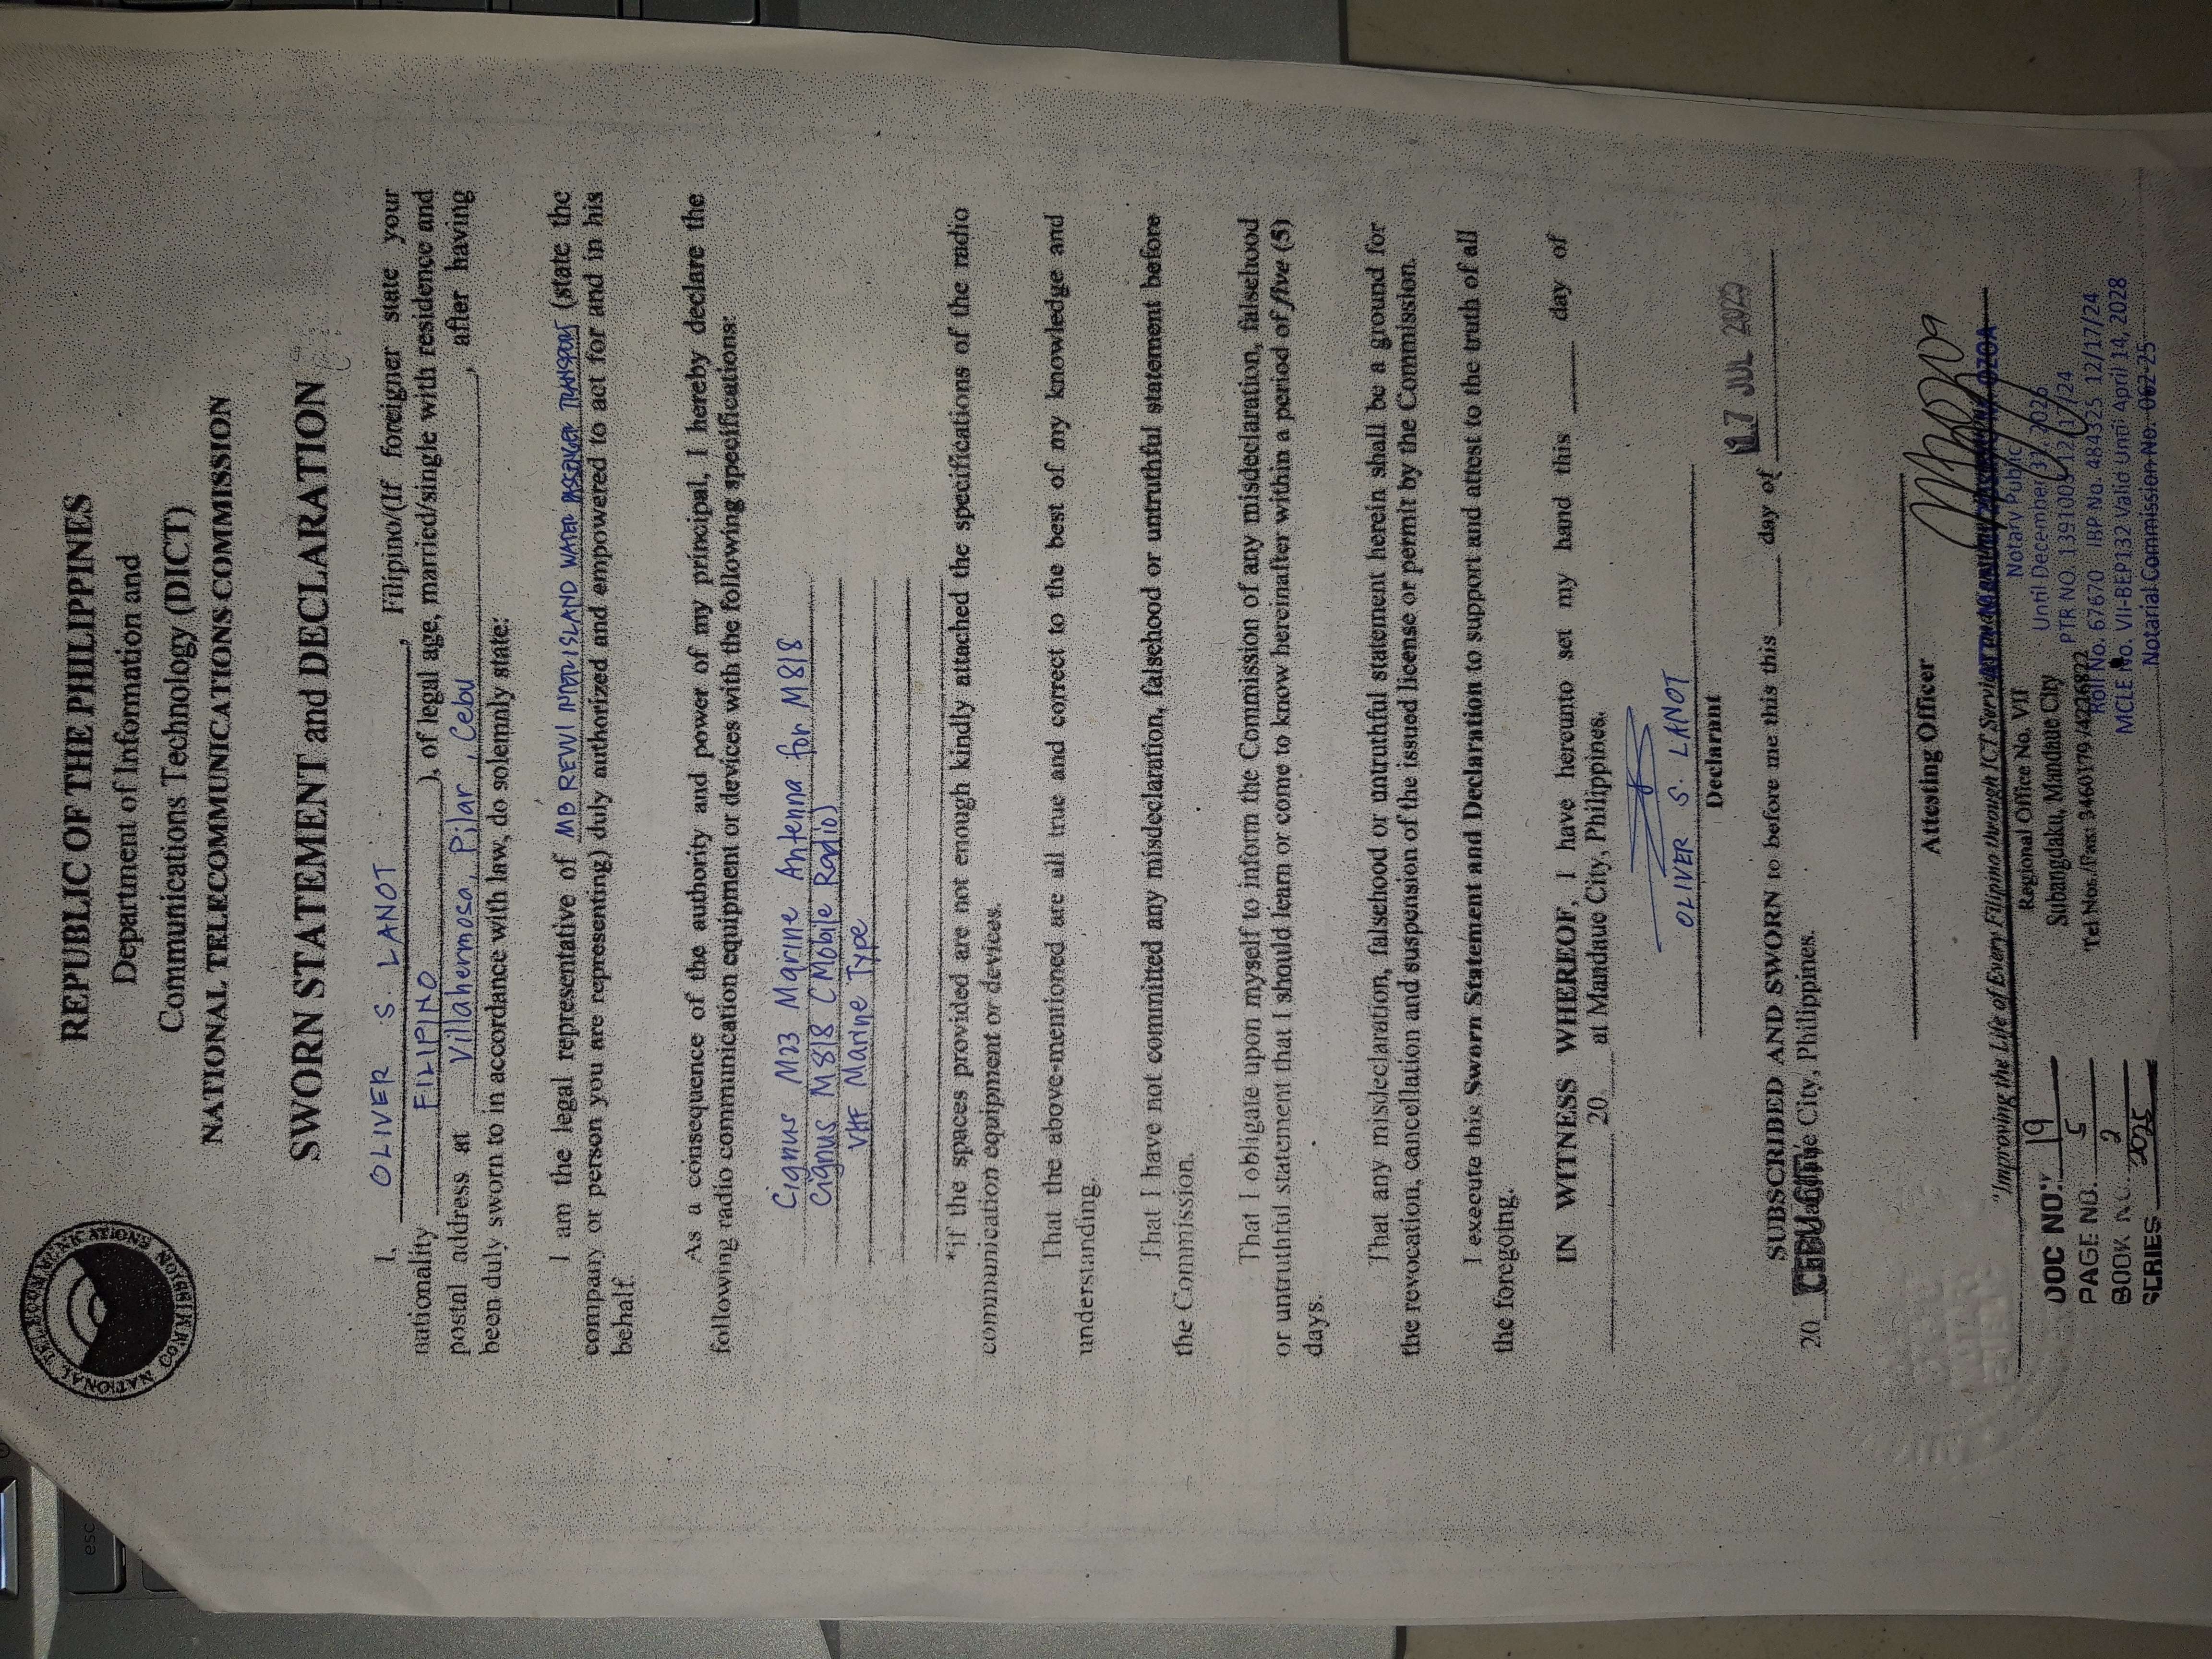 NATIONAL TELECOMMUNICATIONS COMMISSION
REPUBLIC OF THE PHILIPPINES
Department of Information and
Communications Technology (DICT)
NATIONAL TELECOMMUNICATIONS COMMISSION
SWORN STATEMENT and DECLARATION
I, OLIVER S LANOT, Filipino/(If foreigner state your
nationality FILIPINO), of legal age, married/single with residence and
postal address at Villahermosa, Pilar, Cebu, after having
been duly sworn to in accordance with law, do solemnly state:
I am the legal representative of MB REWI INTER ISLAND WATER PASSENGER TRANSPORT (state the
company or person you are representing) duly authorized and empowered to act for and in his
behalf.
As a consequence of the authority and power of my principal, I hereby declare the
following radio communication equipment or devices with the following specifications:
Cignus M23 Marine Antenna for M818
Cignus M818 (Mobile Radio)
VHF Marine Type
*if the spaces provided are not enough kindly attached the specifications of the radio
communication equipment or devices.
That the above-mentioned are all true and correct to the best of my knowledge and
understanding.
That I have not committed any misdeclaration, falsehood or untruthful statement before
the Commission.
That I obligate upon myself to inform the Commission of any misdeclaration, falsehood
or untruthful statement that I should learn or come to know hereinafter within a period of five (5)
days.
That any misdeclaration, falsehood or untruthful statement herein shall be a ground for
the revocation, cancellation and suspension of the issued license or permit by the Commission.
I execute this Sworn Statement and Declaration to support and attest to the truth of all
the foregoing.
IN WITNESS WHEREOF, I have hereunto set my hand this ____ day of
____ 20__ at Mandaue City, Philippines.
OLIVER S. LANOT
Declarant
SUBSCRIBED AND SWORN to before me this ____ day of 17 JUL 2025
20__ CEBU CITY City, Philippines.
Attesting Officer
"Improving the Life of Every Filipino through ICT
Notary Public
Regional Office No. VII
Until December 31, 2026
Subangdaku, Mandaue City
PTR NO. 12/17/24
Tel Nos./Fax:
Roll No. 67670 IBP No. 484325 12/17/24
MCLE No. VII-BEP132 Valid Until April 14, 2028
Notarial Commission No. 062-25
DOC NO. 19
PAGE NO. 5
BOOK NO. 2
SERIES 2025